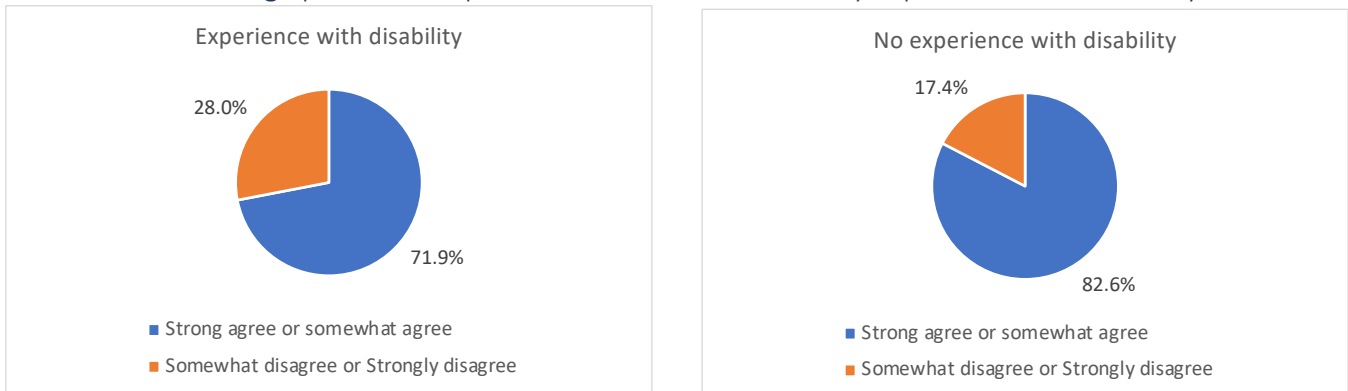 Experience with disability
28.0%
71.9%
Strong agree or somewhat agree
Somewhat disagree or Strongly disagree
No experience with disability
17.4%
82.6%
Strong agree or somewhat agree
Somewhat disagree or Strongly disagree